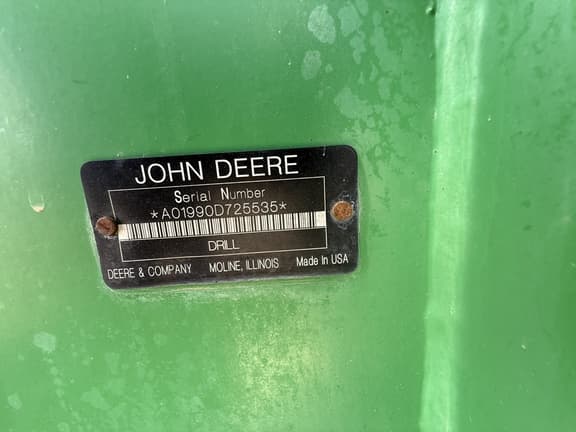 JOHN DEERE
Serial Number
*A01990D725535*
DRILL
DEERE & COMPANY MOLINE, ILLINOIS Made In USA